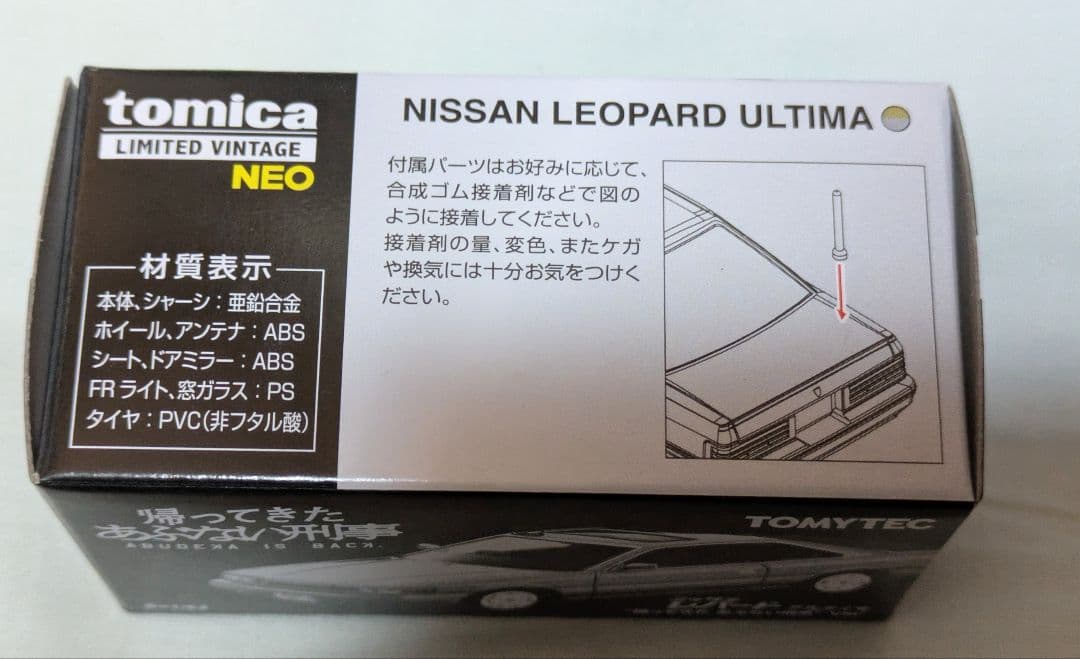 tomica
LIMITED VINTAGE
NEO
材質表示
本体、シャーシ：亜鉛合金
ホイール、アンテナ：ABS
シート、ドアミラー：ABS
FRライト、窓ガラス：PS
タイヤ：PVC(非フタル酸)
NISSAN LEOPARD ULTIMA
付属パーツはお好みに応じて、
合成ゴム接着剤などで図の
ように接着してください。
接着剤の量、変色、またケガ
や換気には十分お気をつけく
ださい。
帰ってきた
あぶない刑事
ABUDEKA IS BACK.
TOMYTEC
レパード